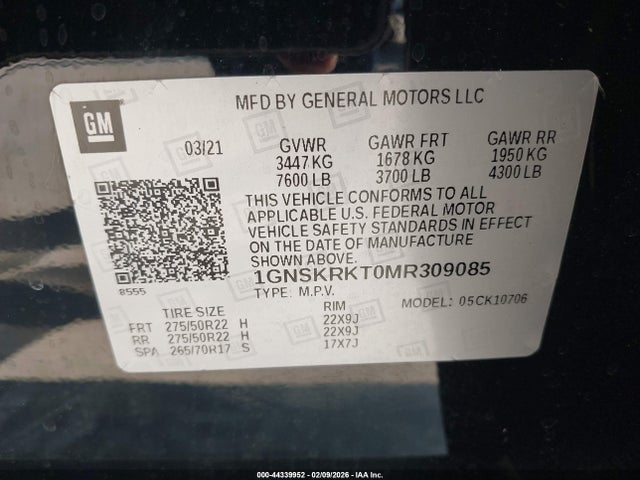 GM
MFD BY GENERAL MOTORS LLC
03/21 GVWR GAWR FRT GAWR RR
3447 KG 1678 KG 1950 KG
7600 LB 3700 LB 4300 LB
THIS VEHICLE CONFORMS TO ALL
APPLICABLE U.S. FEDERAL MOTOR
VEHICLE SAFETY STANDARDS IN EFFECT
ON THE DATE OF MANUFACTURE
SHOWN ABOVE.
8555
1GNSKRKT0MR309085
TYPE: M.P.V. MODEL: 05CK10706
TIRE SIZE RIM
FRT 275/50R22 H 22X9J
RR 275/50R22 H 22X9J
SPA 265/70R17 S 17X7J
000-44339952 - 02/09/2026 - IAA Inc.